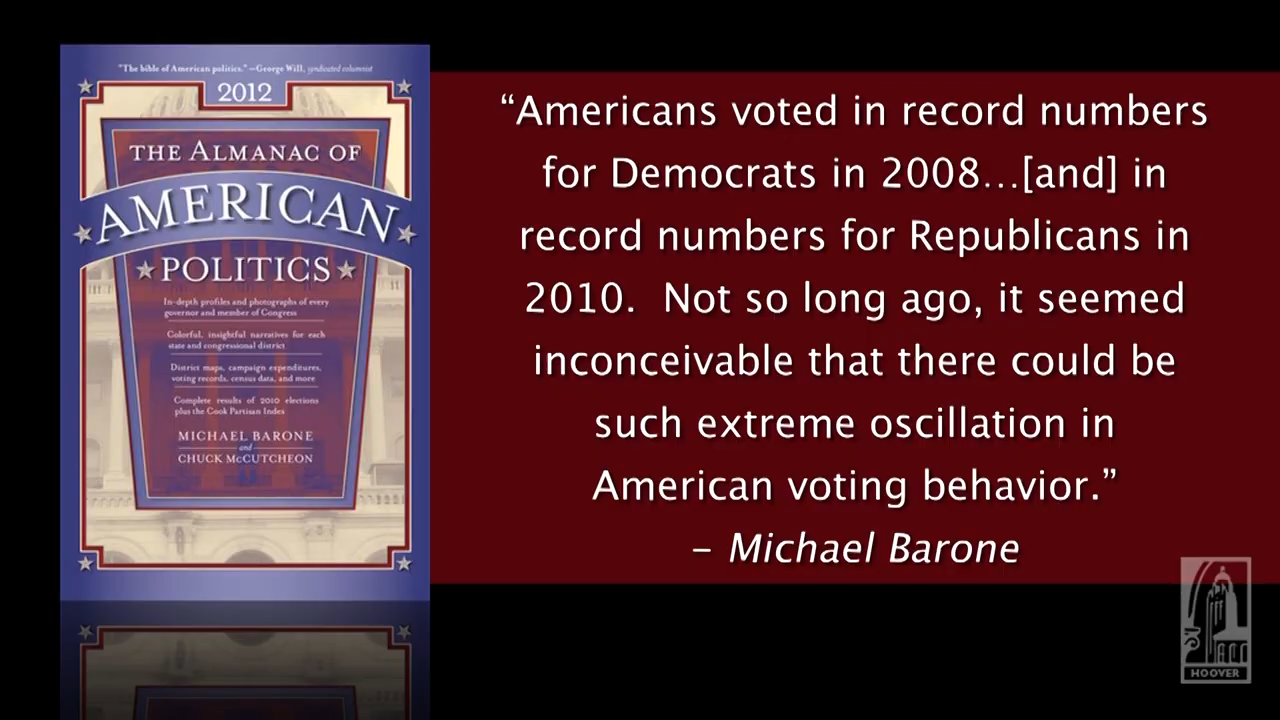 "The bible of American politics." —George Will, syndicated columnist
2012
THE ALMANAC OF
AMERICAN
POLITICS
In-depth profiles and photographs of every
governor and member of Congress
Colorful, insightful narratives for each
state and congressional district
District maps, campaign expenditures,
voting records, census data, and more
Complete results of 2010 elections
plus the Cook Partisan Index
MICHAEL BARONE
and
CHUCK McCUTCHEON
“Americans voted in record numbers
for Democrats in 2008…[and] in
record numbers for Republicans in
2010.  Not so long ago, it seemed
inconceivable that there could be
such extreme oscillation in
American voting behavior.”
– Michael Barone
HOOVER